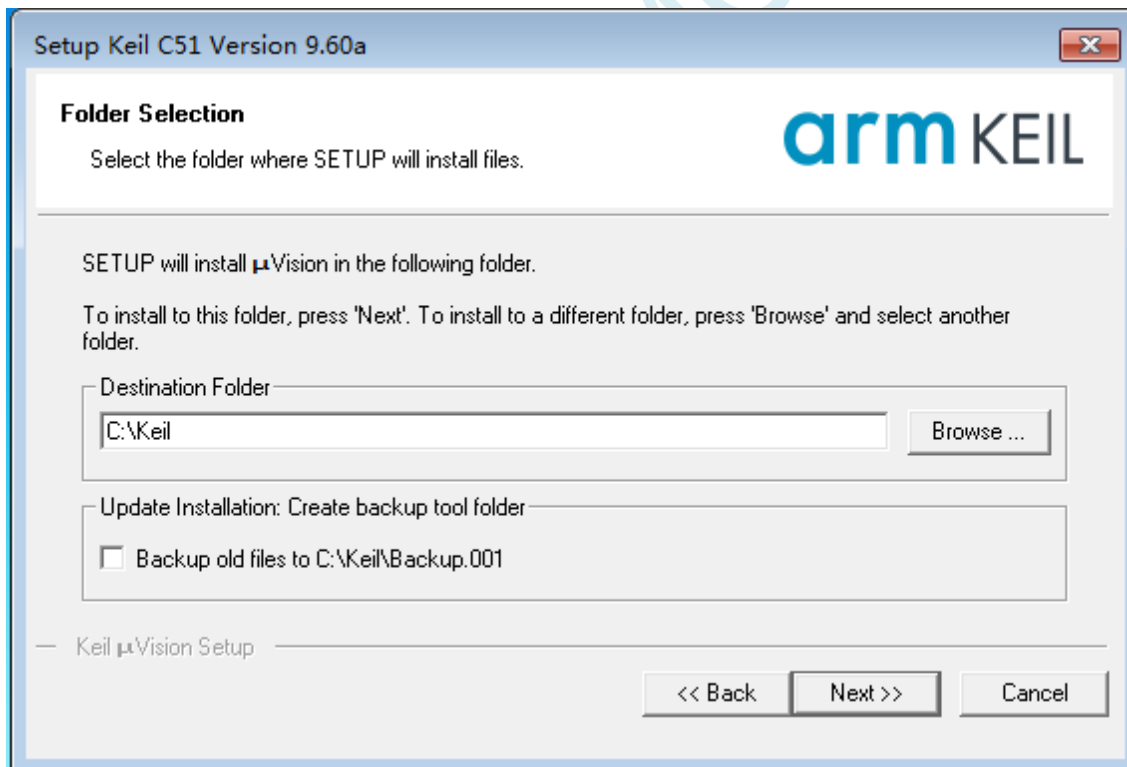 Setup Keil C51 Version 9.60a
Folder Selection
Select the folder where SETUP will install files.
arm KEIL
SETUP will install µVision in the following folder.
To install to this folder, press 'Next'. To install to a different folder, press 'Browse' and select another
folder.
Destination Folder
C:\Keil
Browse ...
Update Installation: Create backup tool folder
Backup old files to C:\Keil\Backup.001
Keil µVision Setup
<< Back
Next >>
Cancel